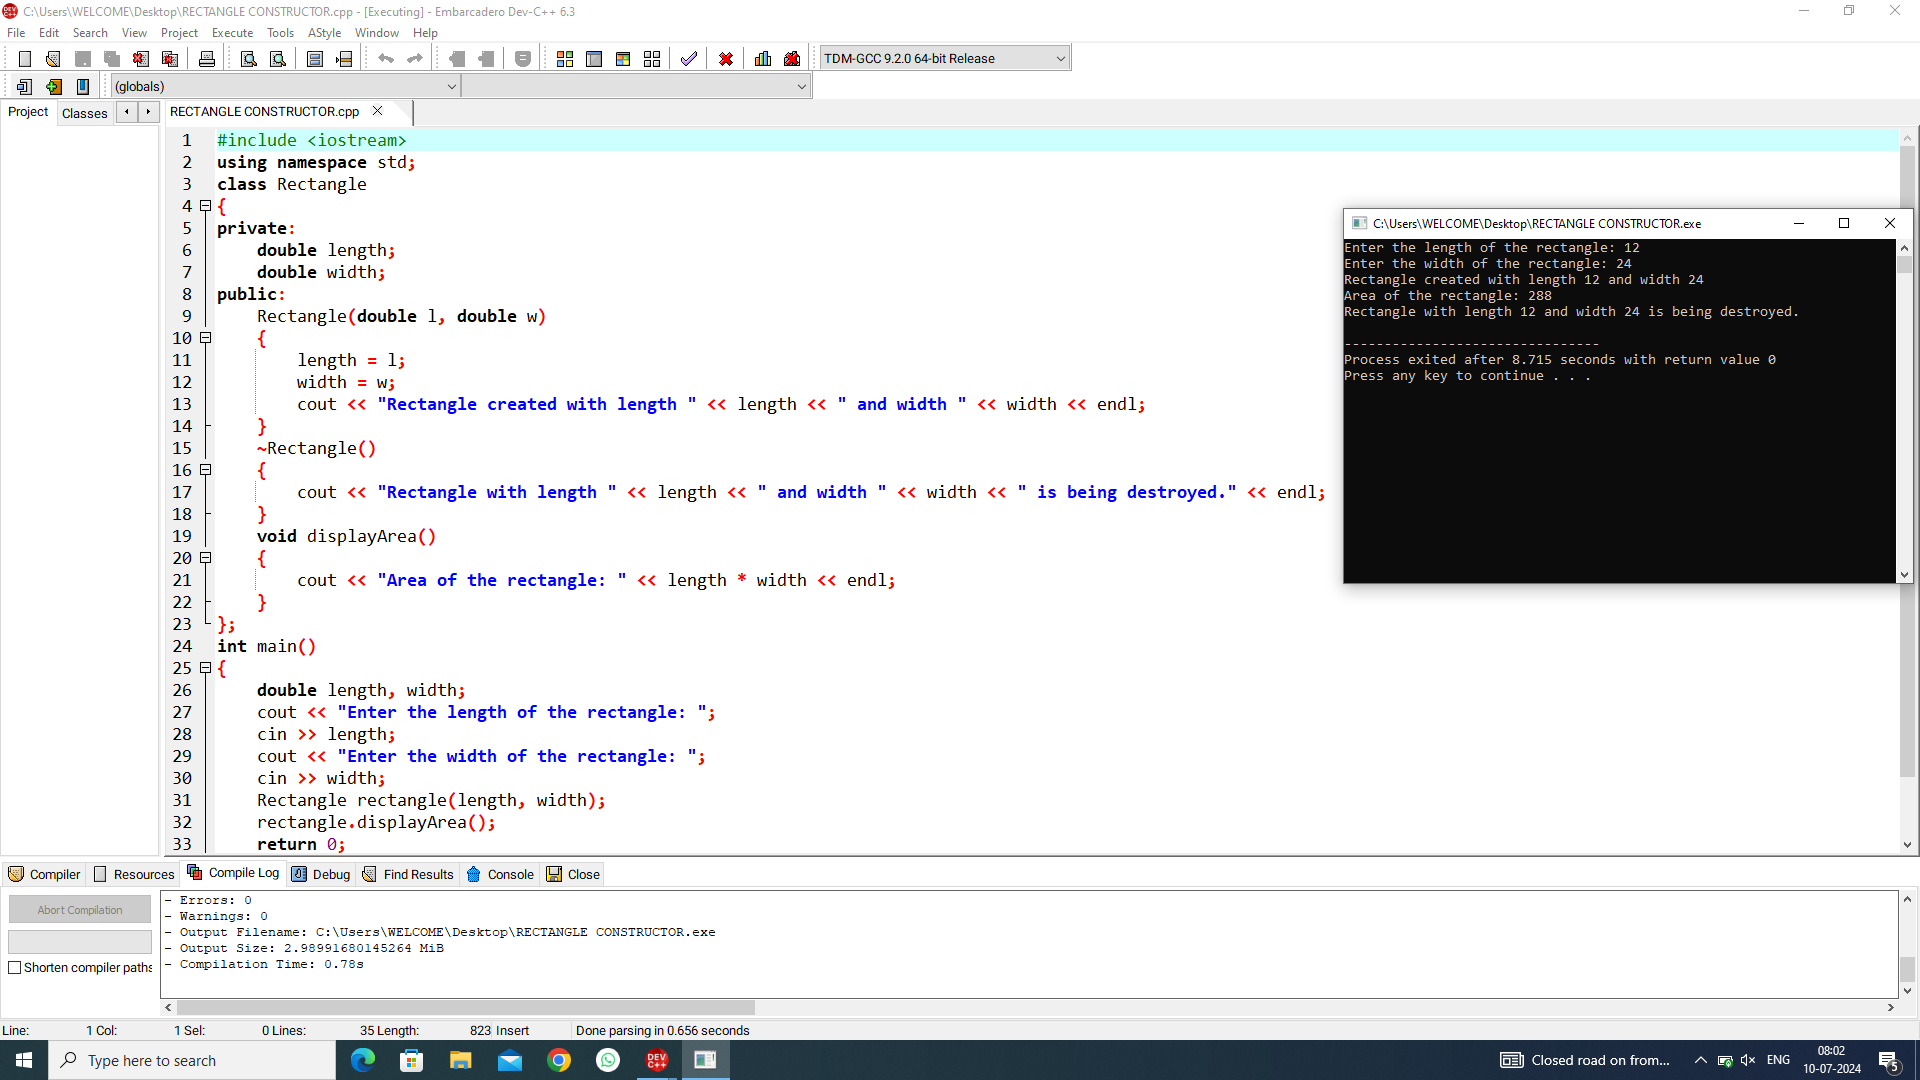 C:\Users\WELCOME\Desktop\RECTANGLE CONSTRUCTOR.cpp - [Executing] - Embarcadero Dev-C++ 6.3
File Edit Search View Project Execute Tools AStyle Window Help
TDM-GCC 9.2.0 64-bit Release
(globals)
Project Classes RECTANGLE CONSTRUCTOR.cpp
1 #include <iostream>
2 using namespace std;
3 class Rectangle
4 {
5 private:
6 double length;
7 double width;
8 public:
9 Rectangle(double l, double w)
10 {
11 length = l;
12 width = w;
13 cout << "Rectangle created with length " << length << " and width " << width << endl;
14 }
15 ~Rectangle()
16 {
17 cout << "Rectangle with length " << length << " and width " << width << " is being destroyed." << endl;
18 }
19 void displayArea()
20 {
21 cout << "Area of the rectangle: " << length * width << endl;
22 }
23 };
24 int main()
25 {
26 double length, width;
27 cout << "Enter the length of the rectangle: ";
28 cin >> length;
29 cout << "Enter the width of the rectangle: ";
30 cin >> width;
31 Rectangle rectangle(length, width);
32 rectangle.displayArea();
33 return 0;
C:\Users\WELCOME\Desktop\RECTANGLE CONSTRUCTOR.exe
Enter the length of the rectangle: 12
Enter the width of the rectangle: 24
Rectangle created with length 12 and width 24
Area of the rectangle: 288
Rectangle with length 12 and width 24 is being destroyed.
--------------------------------
Process exited after 8.715 seconds with return value 0
Press any key to continue . . .
Compiler Resources Compile Log Debug Find Results Console Close
Abort Compilation
Shorten compiler paths
- Errors: 0
- Warnings: 0
- Output Filename: C:\Users\WELCOME\Desktop\RECTANGLE CONSTRUCTOR.exe
- Output Size: 2.98991680145264 MiB
- Compilation Time: 0.78s
Line: 1 Col: 1 Sel: 0 Lines: 35 Length: 823 Insert Done parsing in 0.656 seconds
Type here to search
DEV C++
Closed road on from...
ENG
08:02
10-07-2024
5